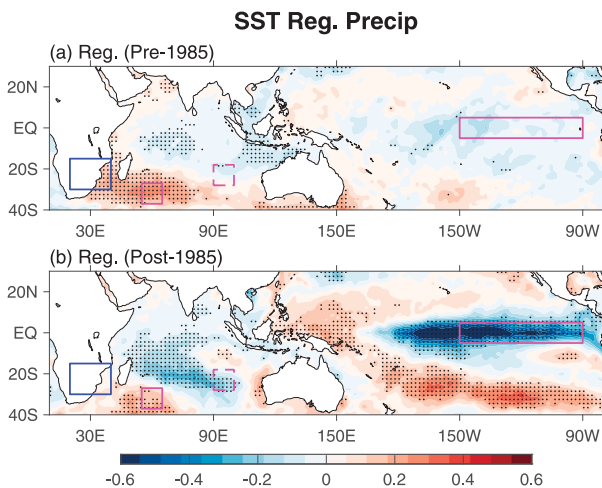 SST Reg. Precip
(a) Reg. (Pre-1985)
20N
EQ
20S
40S
30E 90E 150E 150W 90W
(b) Reg. (Post-1985)
20N
EQ
20S
40S
30E 90E 150E 150W 90W
-0.6 -0.4 -0.2 0 0.2 0.4 0.6